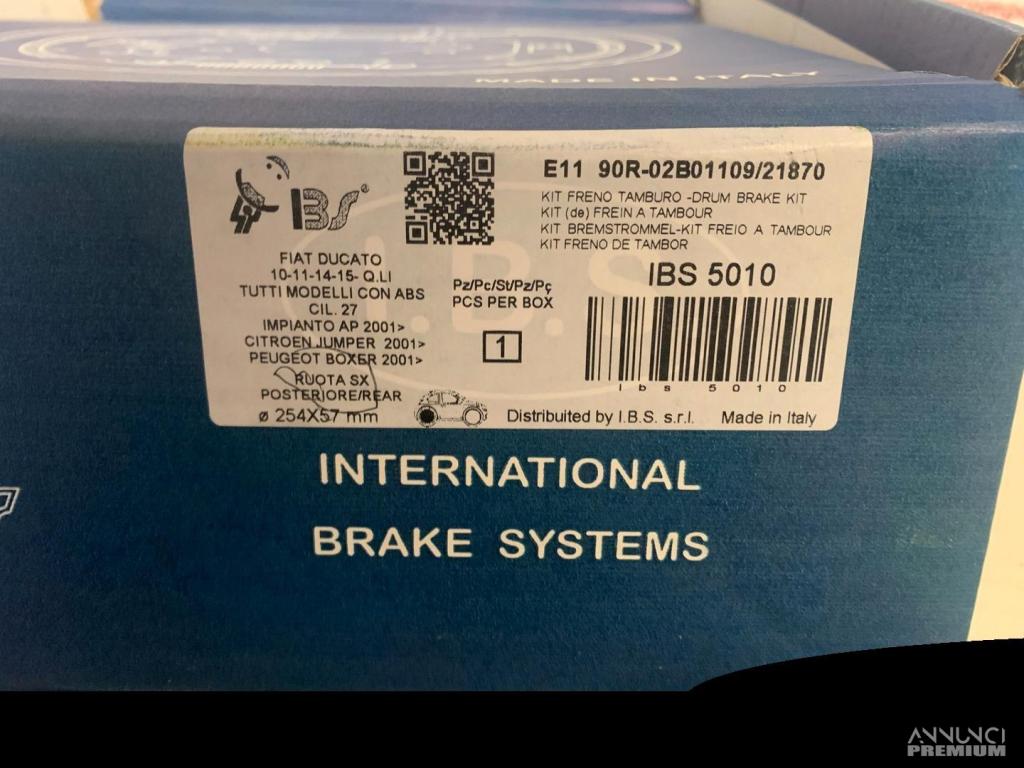 MADE IN ITALY
IBS®
E11 90R-02B01109/21870
KIT FRENO TAMBURO -DRUM BRAKE KIT
KIT (de) FREIN A TAMBOUR
KIT BREMSTROMMEL-KIT FREIO A TAMBOUR
KIT FRENO DE TAMBOR
FIAT DUCATO
10-11-14-15- Q.LI
TUTTI MODELLI CON ABS
CIL. 27
IMPIANTO AP 2001>
CITROEN JUMPER 2001>
PEUGEOT BOXER 2001>
RUOTA SX
POSTERIORE/REAR
ø 254X57 mm
Pz/Pc/St/Pz/Pç
PCS PER BOX
1
IBS 5010
I.B.S
Ibs 5010
Distribuited by I.B.S. s.r.l. Made in Italy
INTERNATIONAL
BRAKE SYSTEMS
ANNUNCI
PREMIUM